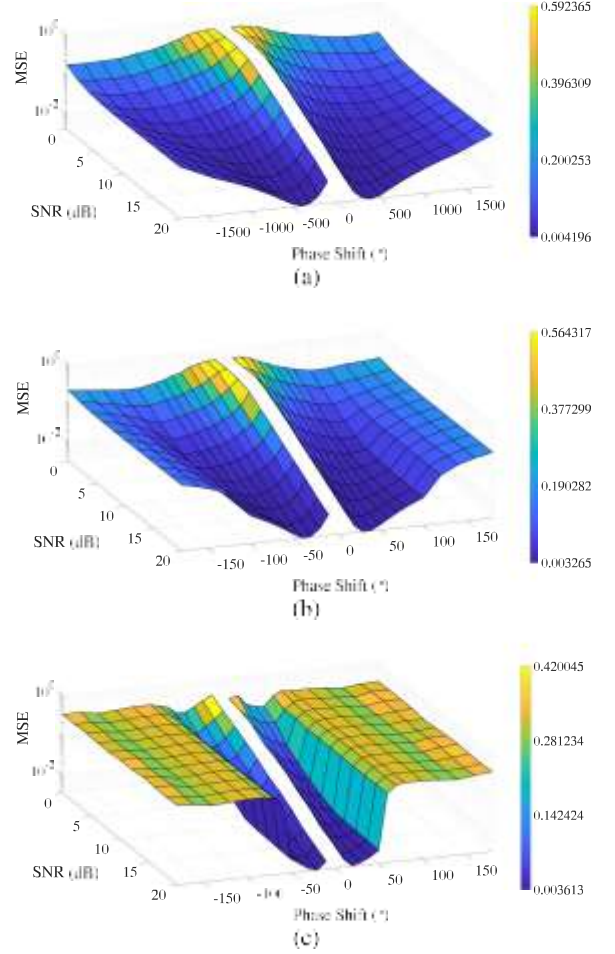 0.592365
10⁰
MSE
0.396309
10⁻²
0
5
0.200253
10
SNR (dB)
15
20
-1500 -1000 -500 0 500 1000 1500
0.004196
Phase Shift (°)
(a)
0.564317
10⁰
MSE
0.377299
10⁻²
0
5
0.190282
10
SNR (dB)
15
20
-150 -100 -50 0 50 100 150
0.003265
Phase Shift (°)
(b)
0.420045
10⁰
MSE
0.281234
10⁻²
0
5
0.142424
10
SNR (dB)
15
20
-150 -100 -50 0 50 100 150
0.003613
Phase Shift (°)
(c)